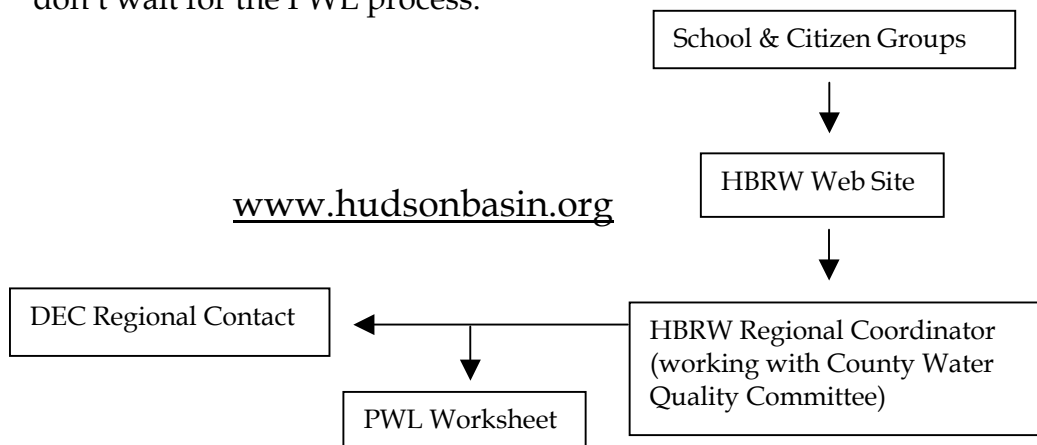 don't wait for the PWL process.
School & Citizen Groups
HBRW Web Site
www.hudsonbasin.org
DEC Regional Contact
HBRW Regional Coordinator
(working with County Water
Quality Committee)
PWL Worksheet